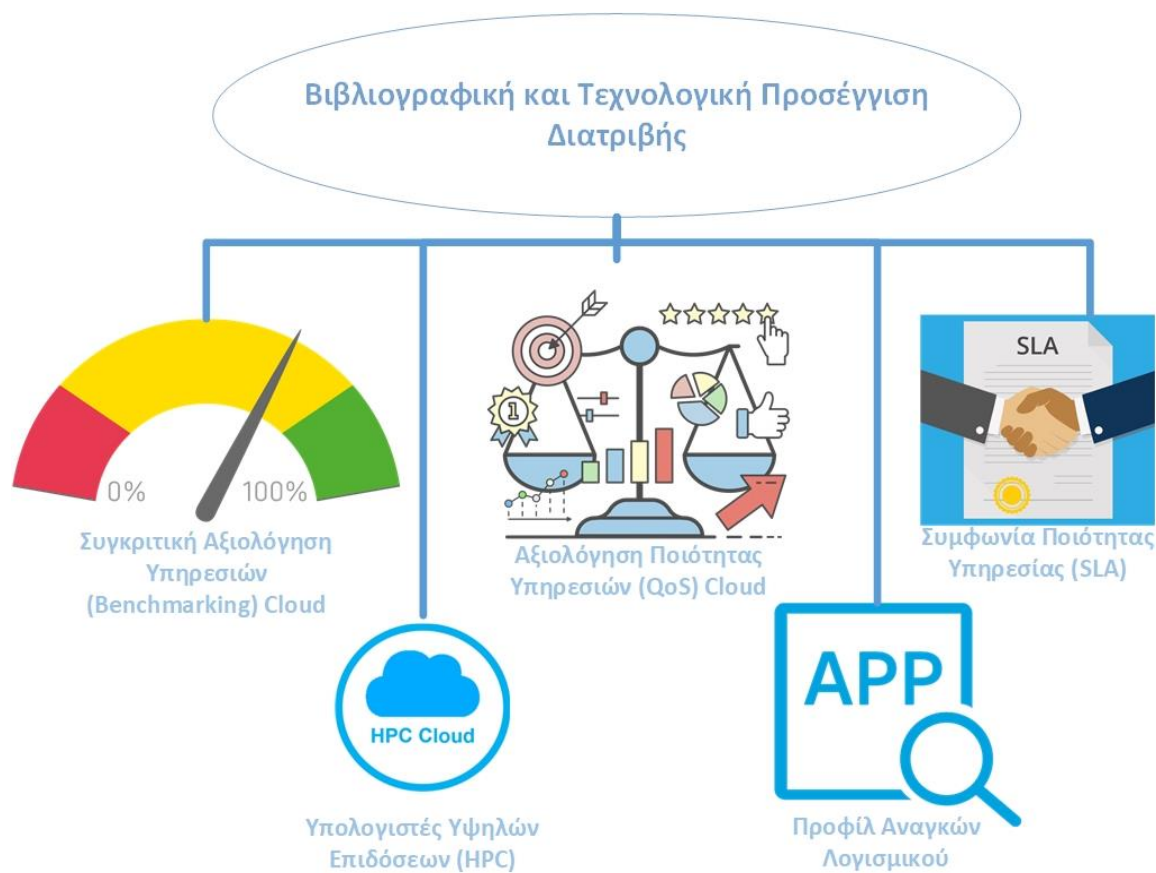 Βιβλιογραφική και Τεχνολογική Προσέγγιση
Διατριβής
0%
100%
Συγκριτική Αξιολόγηση
Υπηρεσιών
(Benchmarking) Cloud
1
Αξιολόγηση Ποιότητας
Υπηρεσιών (QoS) Cloud
SLA
Συμφωνία Ποιότητας
Υπηρεσίας (SLA)
HPC Cloud
Υπολογιστές Υψηλών
Επιδόσεων (HPC)
APP
Προφίλ Αναγκών
Λογισμικού